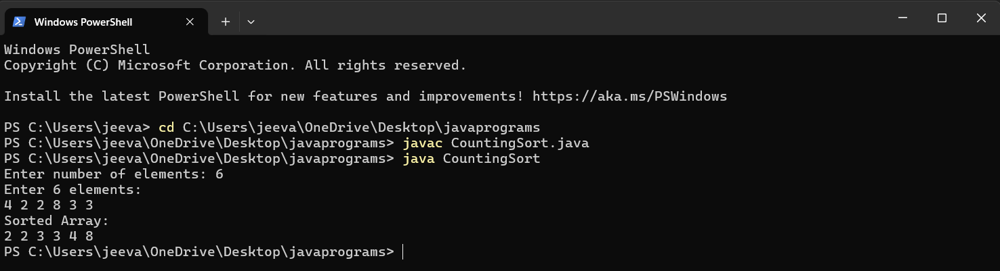 Windows PowerShell
Windows PowerShell
Copyright (C) Microsoft Corporation. All rights reserved.
Install the latest PowerShell for new features and improvements! https://aka.ms/PSWindows
PS C:\Users\jeeva> cd C:\Users\jeeva\OneDrive\Desktop\javaprograms
PS C:\Users\jeeva\OneDrive\Desktop\javaprograms> javac CountingSort.java
PS C:\Users\jeeva\OneDrive\Desktop\javaprograms> java CountingSort
Enter number of elements: 6
Enter 6 elements:
4 2 2 8 3 3
Sorted Array:
2 2 3 3 4 8
PS C:\Users\jeeva\OneDrive\Desktop\javaprograms>